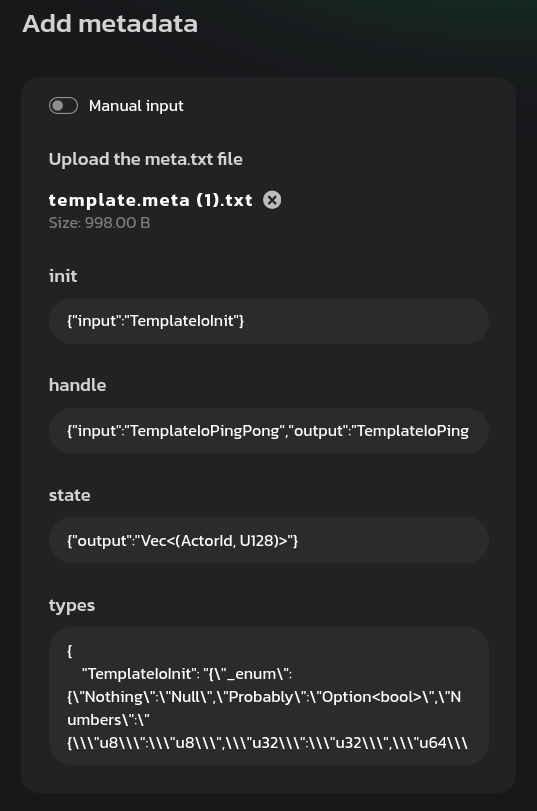 Add metadata
Manual input
Upload the meta.txt file
template.meta (1).txt
Size: 998.00 B
init
{"input":"TemplateIoInit"}
handle
{"input":"TemplateIoPingPong","output":"TemplateIoPing
state
{"output":"Vec<(ActorId, U128)>"}
types
{
    "TemplateIoInit": "{\"_enum\":
{\"Nothing\":\"Null\",\"Probably\":\"Option<bool>\",\"N
umbers\":\"
{\\\"u8\\\":\\\"u8\\\",\\\"u32\\\":\\\"u32\\\",\\\"u64\\\